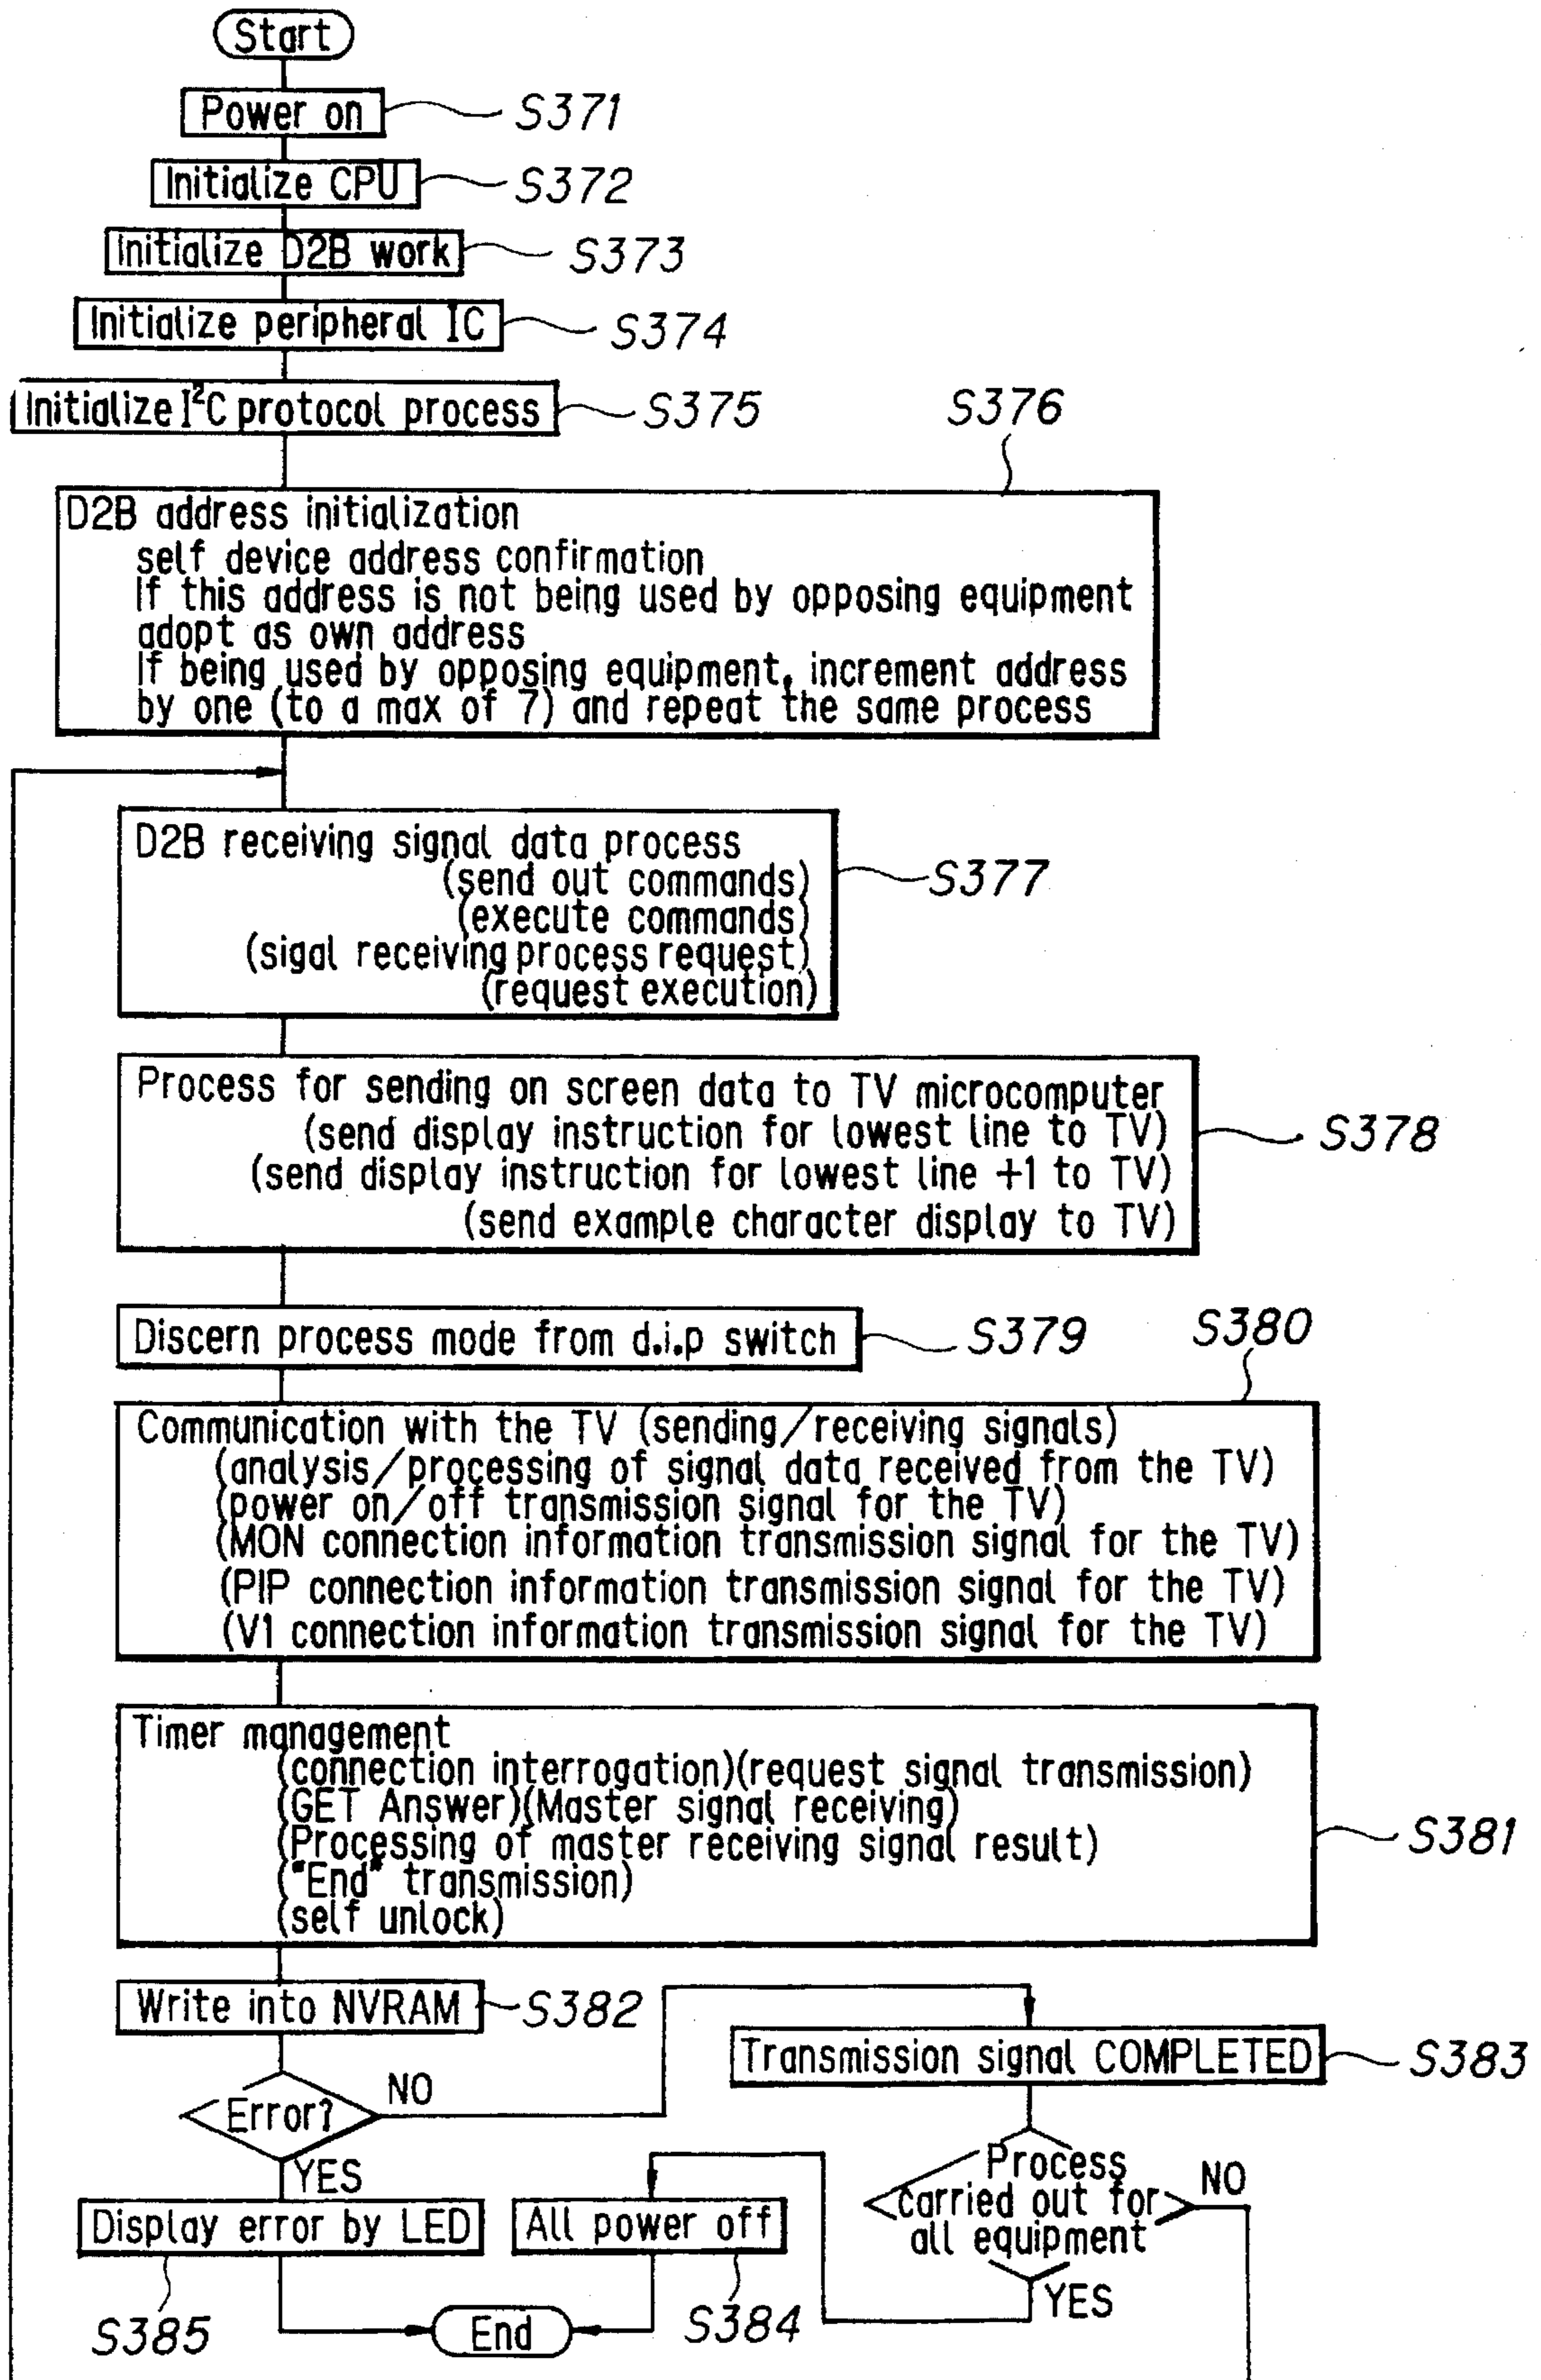 Start
Power on
S371
Initialize CPU
S372
Initialize D2B work
S373
Initialize peripheral IC
S374
Initialize I²C protocol process
S375
S376
D2B address initialization
self device address confirmation
If this address is not being used by opposing equipment
adopt as own address
If being used by opposing equipment, increment address
by one (to a max of 7) and repeat the same process
D2B receiving signal data process
(send out commands)
(execute commands)
(sigal receiving process request)
(request execution)
S377
Process for sending on screen data to TV microcomputer
(send display instruction for lowest line to TV)
(send display instruction for lowest line +1 to TV)
(send example character display to TV)
S378
Discern process mode from d.i.p switch
S379
S380
Communication with the TV (sending/receiving signals)
(analysis/processing of signal data received from the TV)
(power on/off transmission signal for the TV)
(MON connection information transmission signal for the TV)
(PIP connection information transmission signal for the TV)
(V1 connection information transmission signal for the TV)
Timer management
(connection interrogation)(request signal transmission)
(GET Answer)(Master signal receiving)
(Processing of master receiving signal result)
("End" transmission)
(self unlock)
S381
Write into NVRAM
S382
Transmission signal COMPLETED
S383
Error?
NO
YES
Process
carried out for
all equipment
NO
YES
Display error by LED
All power off
S385
End
S384